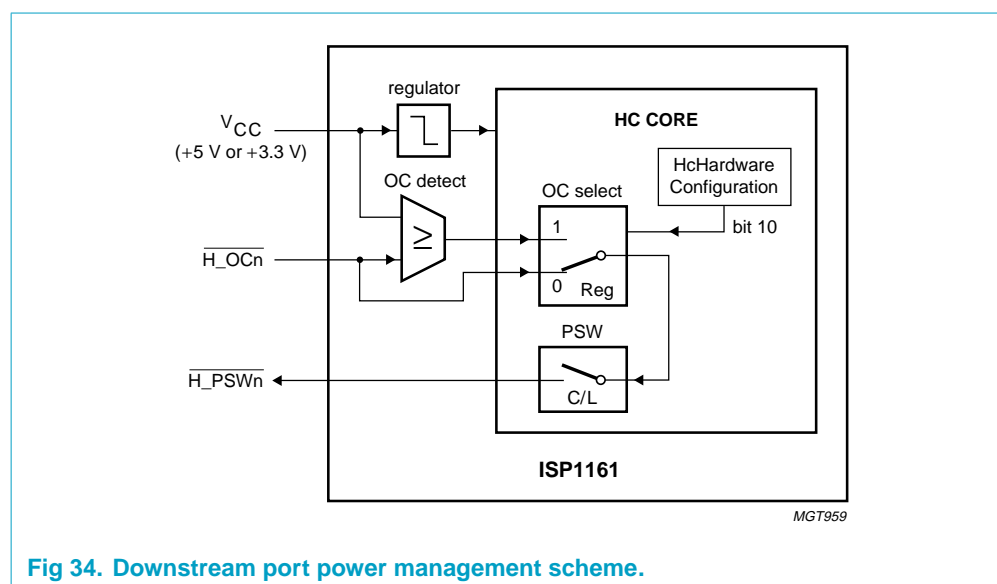 regulator
HC CORE
VCC
(+5 V or +3.3 V)
HcHardware
Configuration
OC detect
OC select
≥
1
bit 10
H_OCn
0
Reg
PSW
H_PSWn
C/L
ISP1161
MGT959
Fig 34. Downstream port power management scheme.